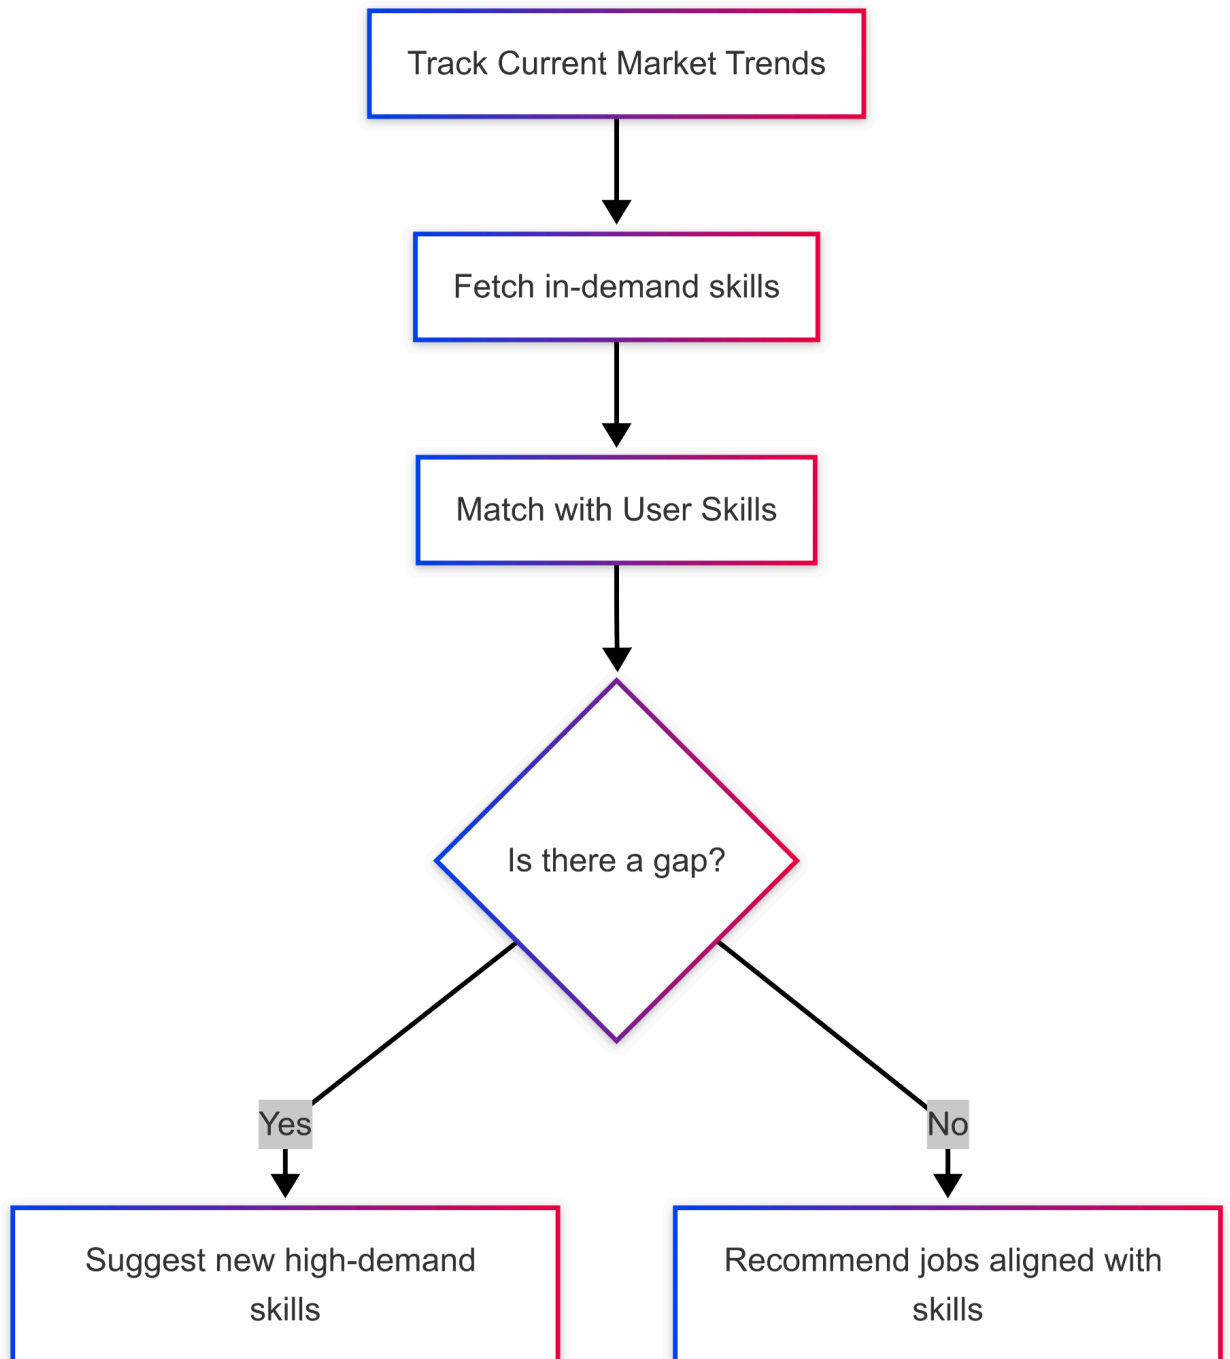 Track Current Market Trends
Fetch in-demand skills
Match with User Skills
Is there a gap?
Yes
No
Suggest new high-demand
skills
Recommend jobs aligned with
skills